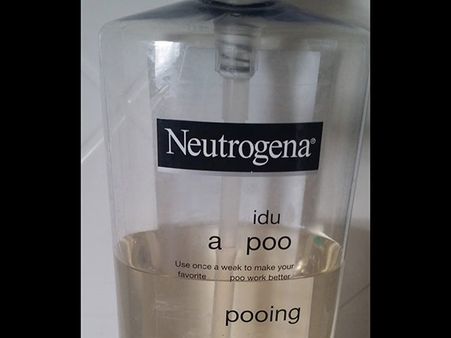 Neutrogena®
idu
a poo
Use once a week to make your
favorite poo work better
pooing